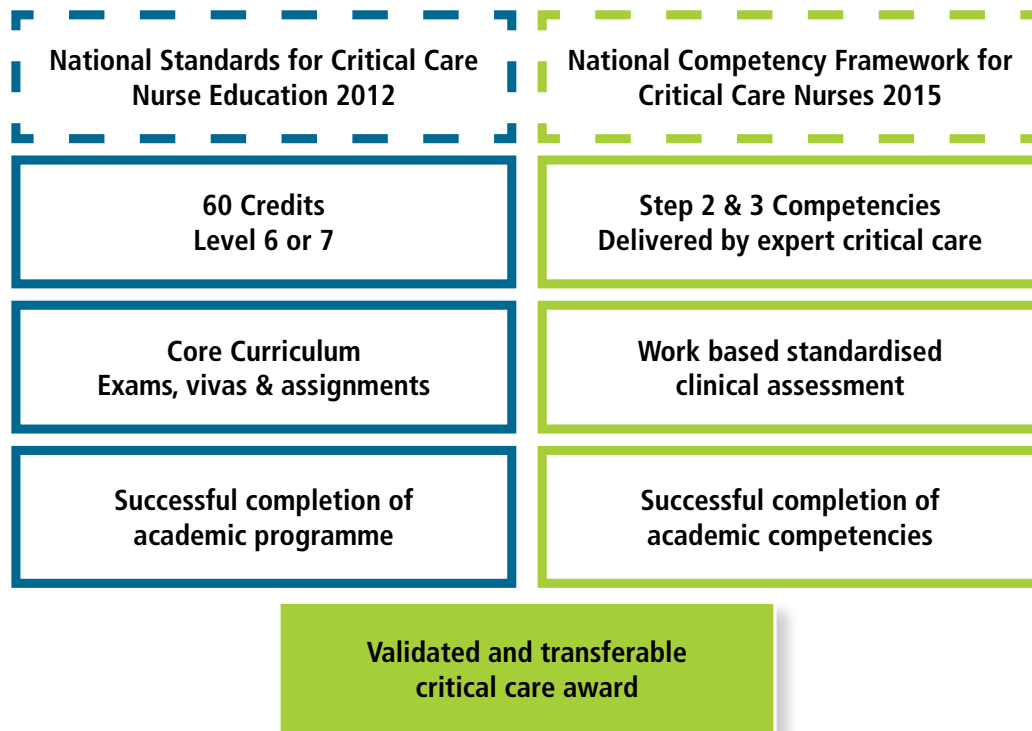 National Standards for Critical Care
Nurse Education 2012
60 Credits
Level 6 or 7
Core Curriculum
Exams, vivas & assignments
Successful completion of
academic programme
National Competency Framework for
Critical Care Nurses 2015
Step 2 & 3 Competencies
Delivered by expert critical care
Work based standardised
clinical assessment
Successful completion of
academic competencies
Validated and transferable
critical care award